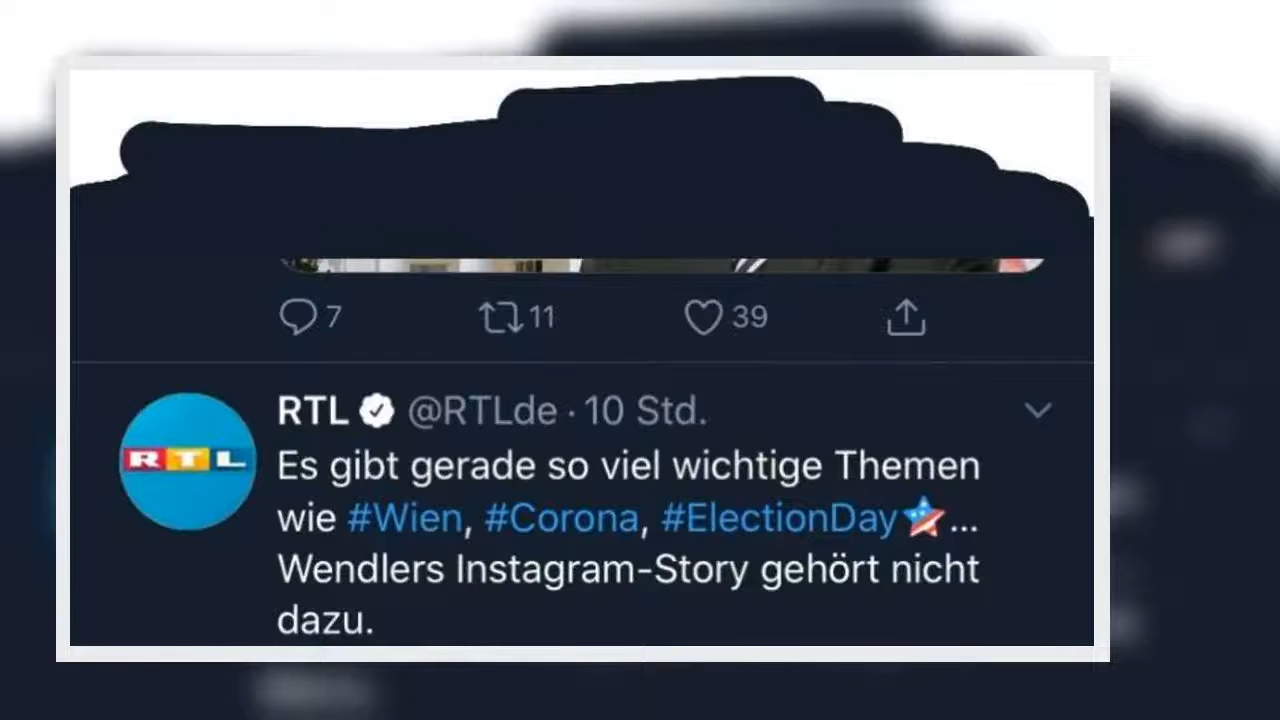 7 11 39
RTL @RTLde · 10 Std.
RTL
Es gibt gerade so viel wichtige Themen
wie #Wien, #Corona, #ElectionDay...
Wendlers Instagram-Story gehört nicht
dazu.